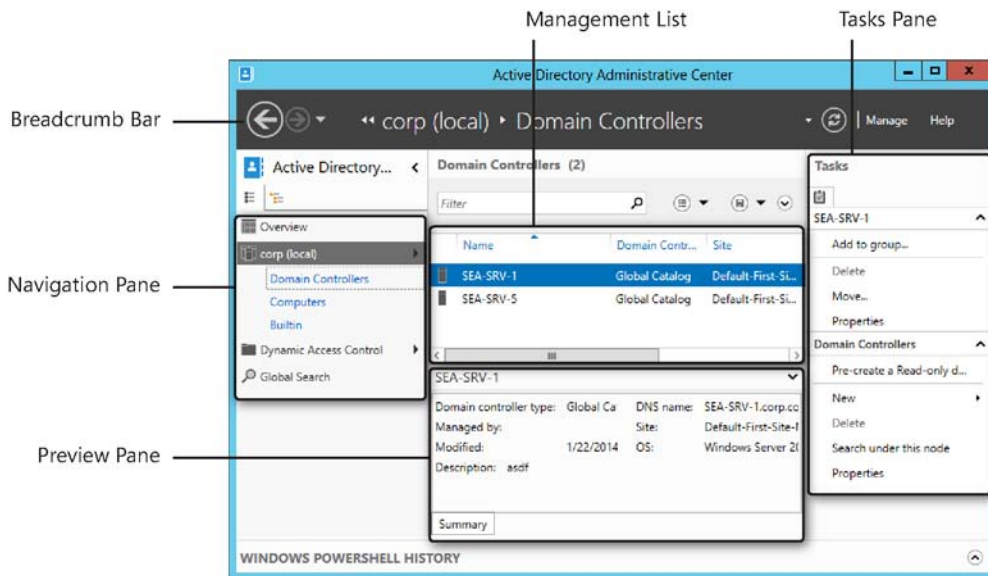 Management List
Tasks Pane
Active Directory Administrative Center
Breadcrumb Bar
corp (local) Domain Controllers
Manage Help
Active Directory...
Domain Controllers (2)
Tasks
Filter
SEA-SRV-1
Overview
corp (local)
Name Domain Contr... Site
Add to group...
Domain Controllers
SEA-SRV-1 Global Catalog Default-First-Si...
Delete
Navigation Pane
Computers
SEA-SRV-5 Global Catalog Default-First-Si...
Move...
Builtin
Properties
Dynamic Access Control
Domain Controllers
Global Search
SEA-SRV-1
Pre-create a Read-only d...
Domain controller type: Global Ca DNS name: SEA-SRV-1.corp.co
New
Managed by: Site: Default-First-Site-
Delete
Preview Pane
Modified: 1/22/2014 OS: Windows Server 20
Search under this node
Description: asdf
Properties
Summary
WINDOWS POWERSHELL HISTORY